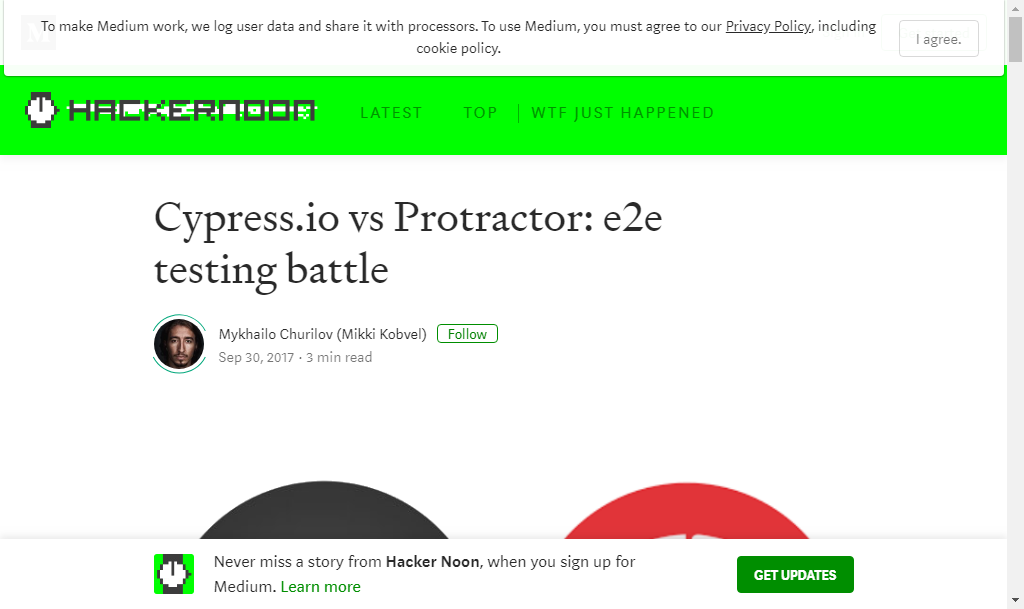 To make Medium work, we log user data and share it with processors. To use Medium, you must agree to our Privacy Policy, including
cookie policy.
I agree.
HACKERNOON
LATEST
TOP
WTF JUST HAPPENED
Cypress.io vs Protractor: e2e
testing battle
Mykhailo Churilov (Mikki Kobvel)
Follow
Sep 30, 2017 · 3 min read
Never miss a story from Hacker Noon, when you sign up for
Medium. Learn more
GET UPDATES